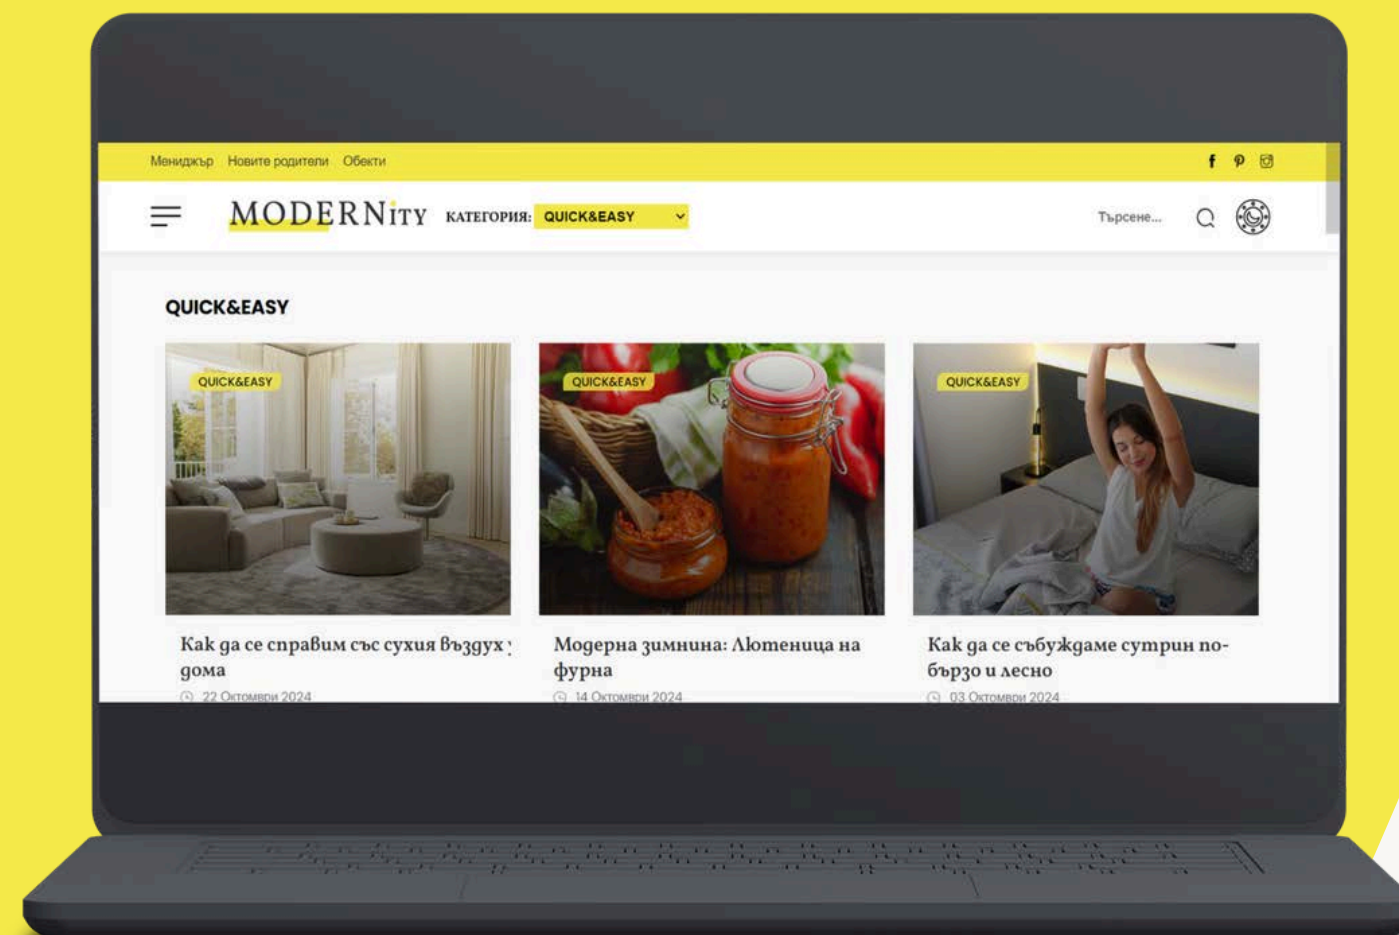 Мениджър Новите родители Обекти
MODERNiTY КАТЕГОРИЯ: QUICK&EASY Търсене...
QUICK&EASY
QUICK&EASY QUICK&EASY QUICK&EASY
Как да се справим със сухия въздух
дома
22 Октомври 2024
Модерна зимнина: Лютеница на
фурна
14 Октомври 2024
Как да се събуждаме сутрин по-
бързо и лесно
03 Октомври 2024